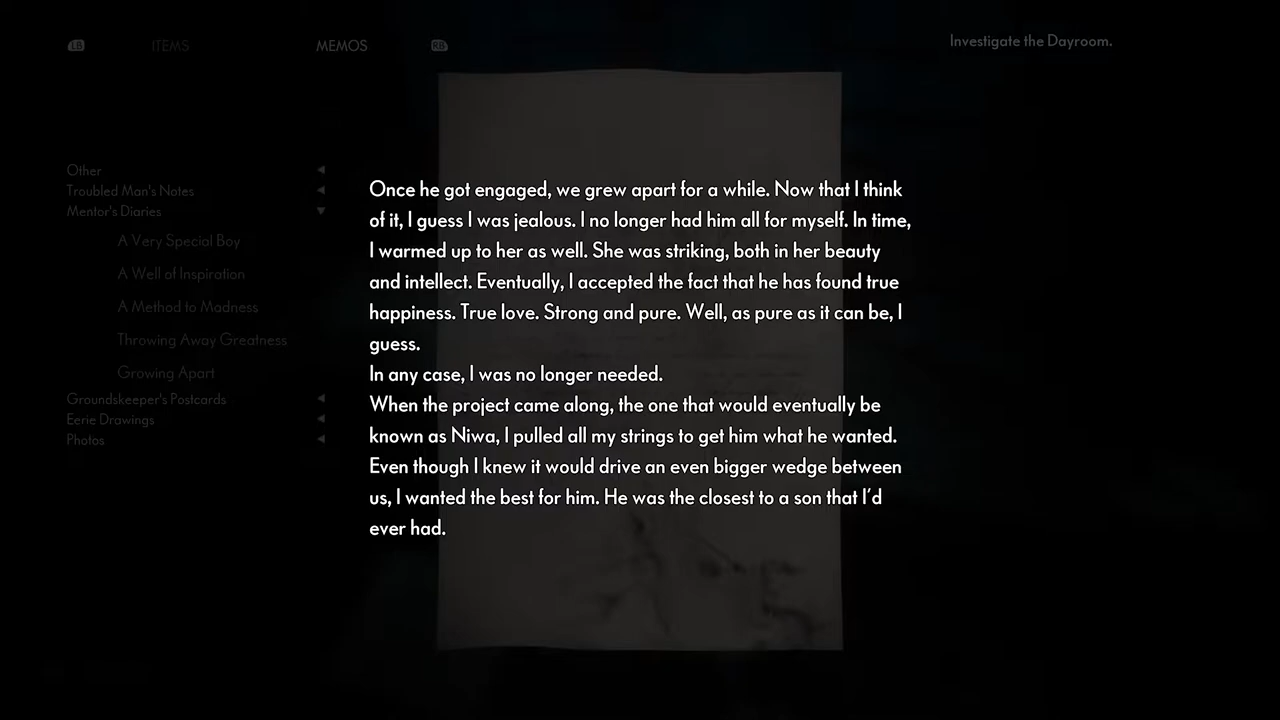 LB ITEMS MEMOS RB Investigate the Dayroom.
Other
Troubled Man's Notes
Mentor's Diaries
A Very Special Boy
A Well of Inspiration
A Method to Madness
Throwing Away Greatness
Growing Apart
Groundskeeper's Postcards
Eerie Drawings
Photos
Once he got engaged, we grew apart for a while. Now that I think
of it, I guess I was jealous. I no longer had him all for myself. In time,
I warmed up to her as well. She was striking, both in her beauty
and intellect. Eventually, I accepted the fact that he has found true
happiness. True love. Strong and pure. Well, as pure as it can be, I
guess.
In any case, I was no longer needed.
When the project came along, the one that would eventually be
known as Niwa, I pulled all my strings to get him what he wanted.
Even though I knew it would drive an even bigger wedge between
us, I wanted the best for him. He was the closest to a son that I'd
ever had.